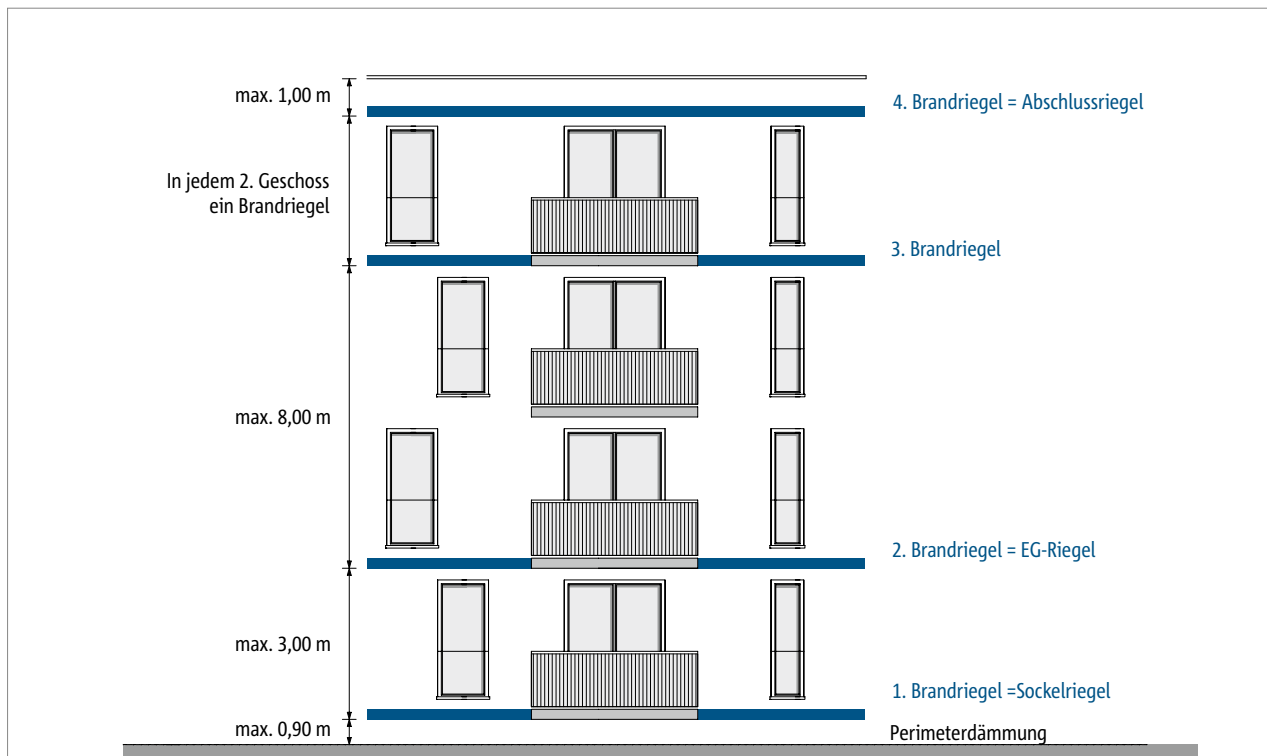 max. 1,00 m
4. Brandriegel = Abschlussriegel
In jedem 2. Geschoss
ein Brandriegel
3. Brandriegel
max. 8,00 m
2. Brandriegel = EG-Riegel
max. 3,00 m
1. Brandriegel =Sockelriegel
max. 0,90 m
Perimeterdämmung